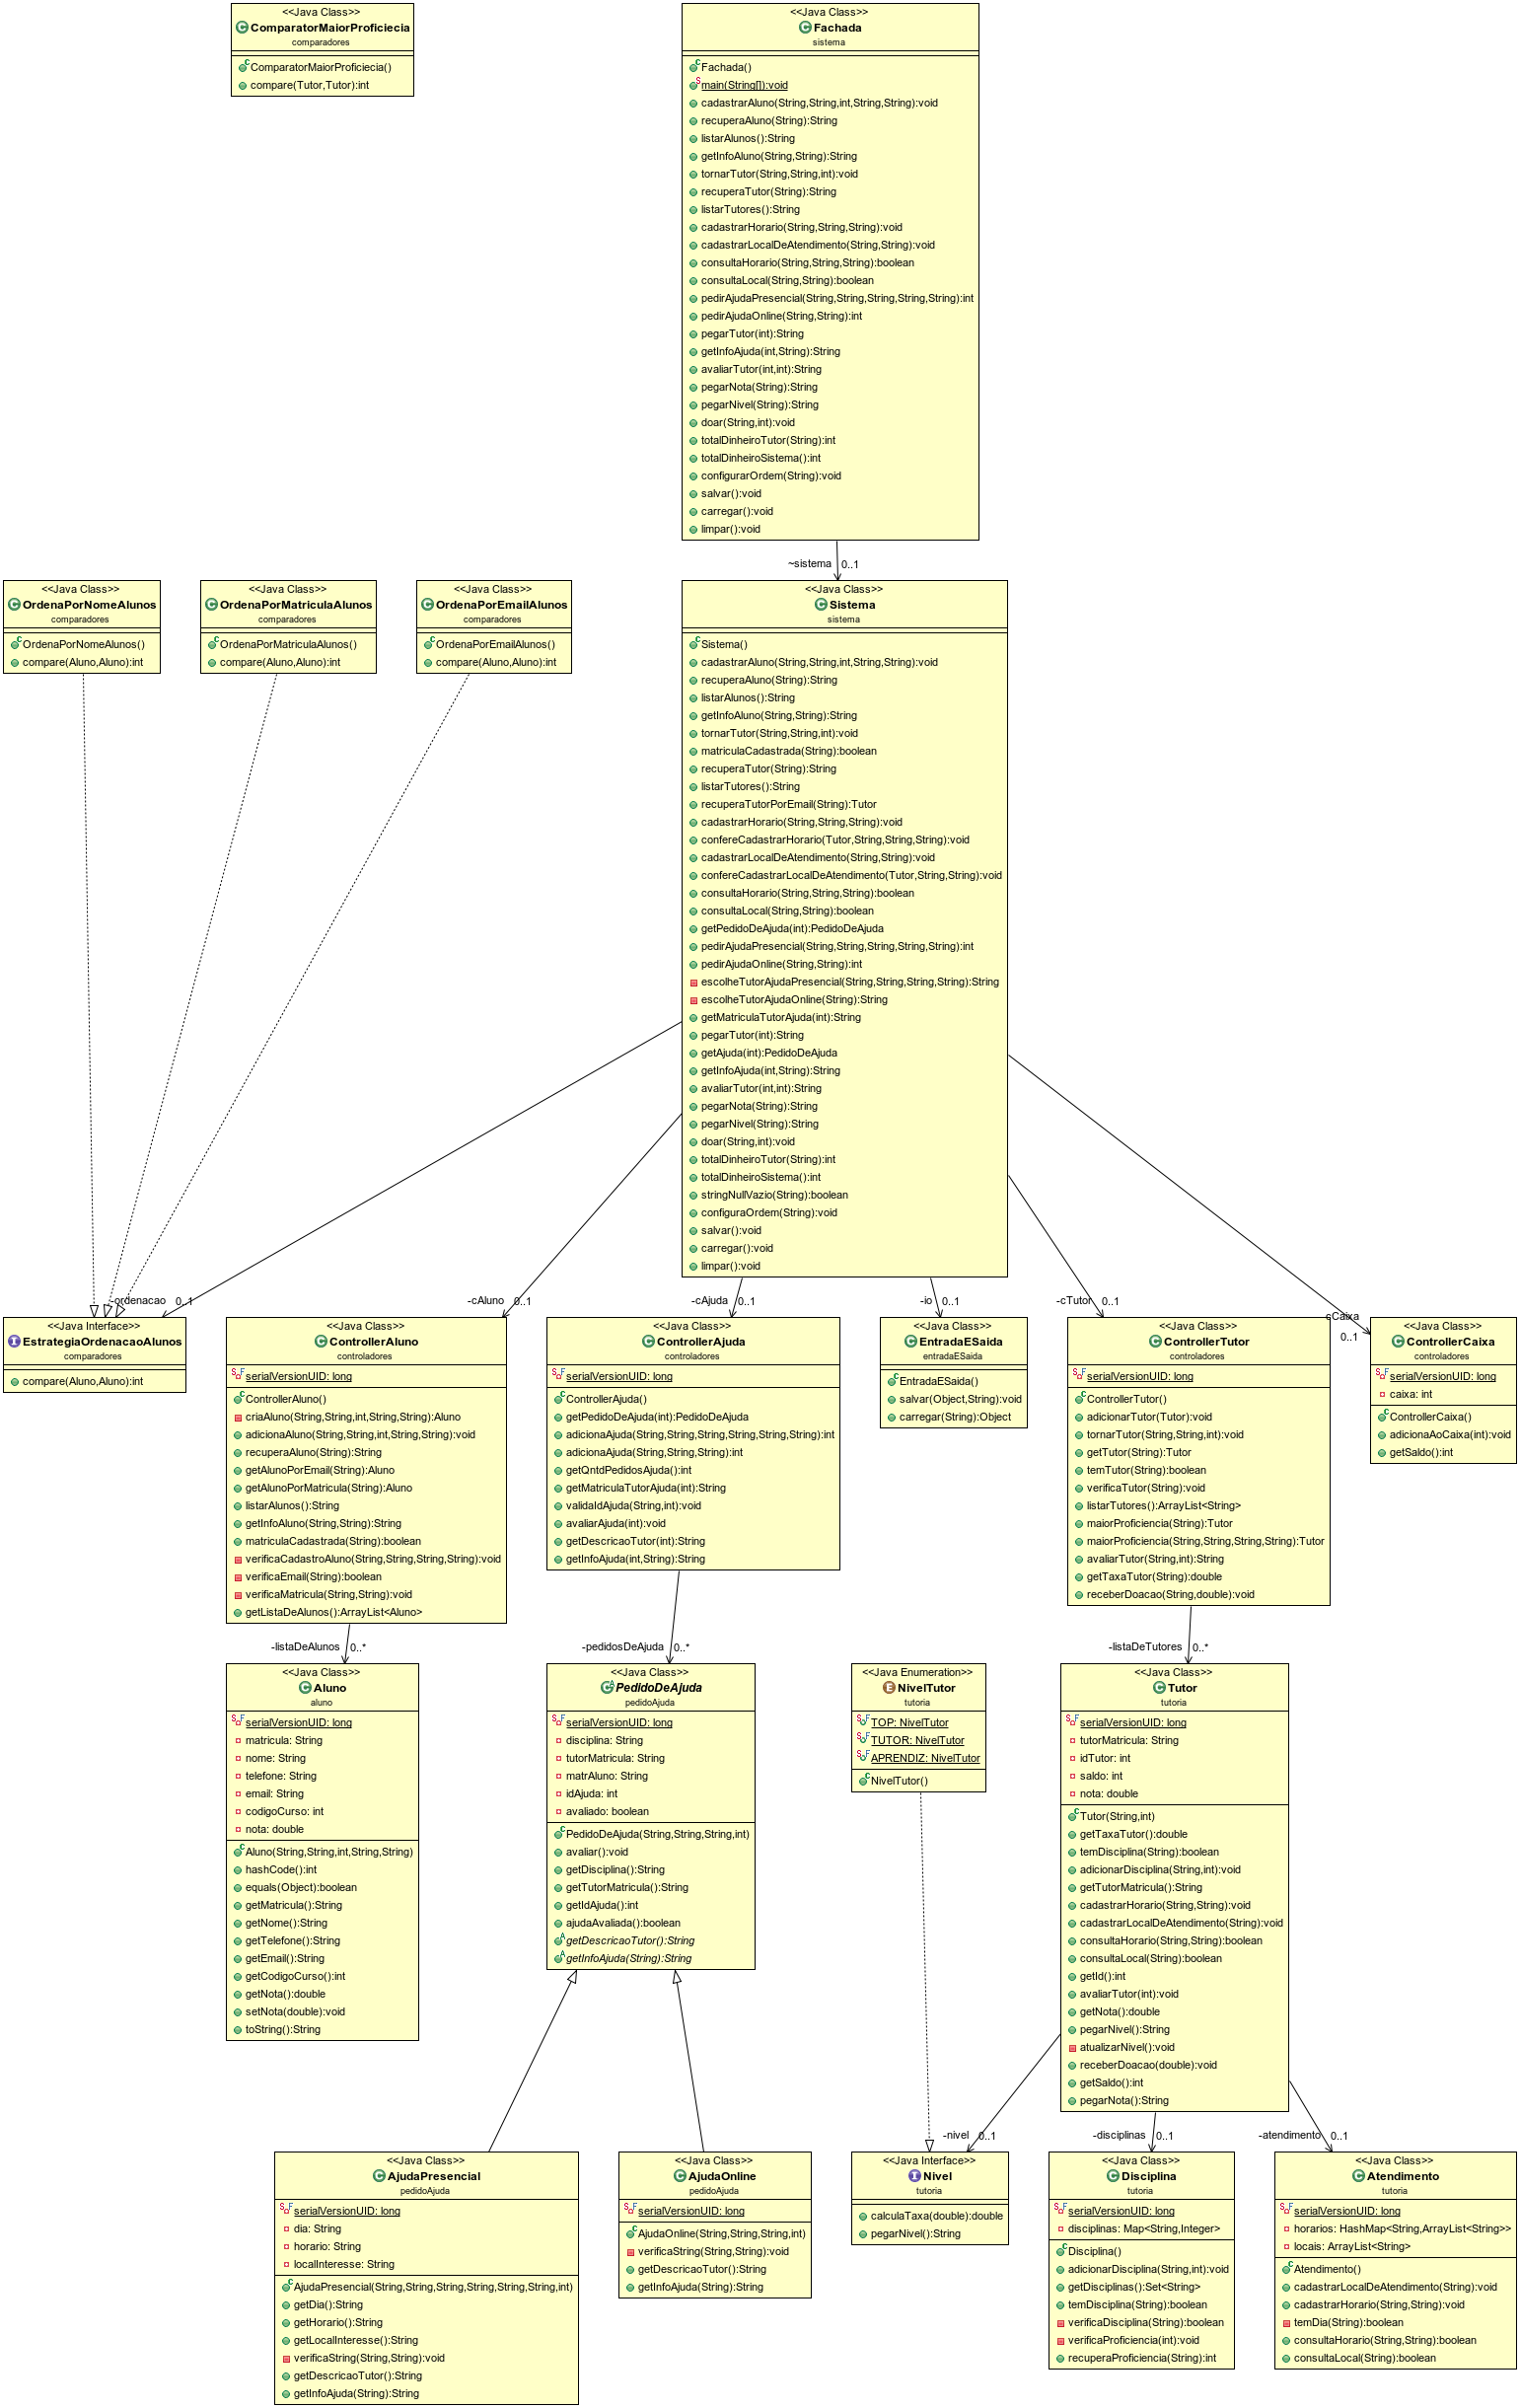 <<Java Class>>
ComparatorMaiorProficiecia
comparadores
ComparatorMaiorProficiecia()
compare(Tutor,Tutor):int
<<Java Class>>
Fachada
sistema
Fachada()
main(String[]):void
cadastrarAluno(String,String,int,String,String):void
recuperaAluno(String):String
listarAlunos():String
getInfoAluno(String,String):String
tornarTutor(String,String,int):void
recuperaTutor(String):String
listarTutores():String
cadastrarHorario(String,String,String):void
cadastrarLocalDeAtendimento(String,String):void
consultaHorario(String,String,String):boolean
consultaLocal(String,String):boolean
pedirAjudaPresencial(String,String,String,String,String):int
pedirAjudaOnline(String,String):int
pegarTutor(int):String
getInfoAjuda(int,String):String
avaliarTutor(int,int):String
pegarNota(String):String
pegarNivel(String):String
doar(String,int):void
totalDinheiroTutor(String):int
totalDinheiroSistema():int
configurarOrdem(String):void
salvar():void
carregar():void
limpar():void
~sistema 0..1
<<Java Class>>
OrdenaPorNomeAlunos
comparadores
OrdenaPorNomeAlunos()
compare(Aluno,Aluno):int
<<Java Class>>
OrdenaPorMatriculaAlunos
comparadores
OrdenaPorMatriculaAlunos()
compare(Aluno,Aluno):int
<<Java Class>>
OrdenaPorEmailAlunos
comparadores
OrdenaPorEmailAlunos()
compare(Aluno,Aluno):int
<<Java Class>>
Sistema
sistema
Sistema()
cadastrarAluno(String,String,int,String,String):void
recuperaAluno(String):String
listarAlunos():String
getInfoAluno(String,String):String
tornarTutor(String,String,int):void
matriculaCadastrada(String):boolean
recuperaTutor(String):String
listarTutores():String
recuperaTutorPorEmail(String):Tutor
cadastrarHorario(String,String,String):void
confereCadastrarHorario(Tutor,String,String,String):void
cadastrarLocalDeAtendimento(String,String):void
confereCadastrarLocalDeAtendimento(Tutor,String,String):void
consultaHorario(String,String,String):boolean
consultaLocal(String,String):boolean
getPedidoDeAjuda(int):PedidoDeAjuda
pedirAjudaPresencial(String,String,String,String,String):int
pedirAjudaOnline(String,String):int
escolheTutorAjudaPresencial(String,String,String,String):String
escolheTutorAjudaOnline(String):String
getMatriculaTutorAjuda(int):String
pegarTutor(int):String
getAjuda(int):PedidoDeAjuda
getInfoAjuda(int,String):String
avaliarTutor(int,int):String
pegarNota(String):String
pegarNivel(String):String
doar(String,int):void
totalDinheiroTutor(String):int
totalDinheiroSistema():int
stringNullVazio(String):boolean
configuraOrdem(String):void
salvar():void
carregar():void
limpar():void
-ordenacao 0..1
-cAluno 0..1
-cAjuda 0..1
-io 0..1
-cTutor 0..1
-cCaixa 0..1
<<Java Interface>>
EstrategiaOrdenacaoAlunos
comparadores
compare(Aluno,Aluno):int
<<Java Class>>
ControllerAluno
controladores
serialVersionUID: long
ControllerAluno()
criaAluno(String,String,int,String,String):Aluno
adicionaAluno(String,String,int,String,String):void
recuperaAluno(String):String
getAlunoPorEmail(String):Aluno
getAlunoPorMatricula(String):Aluno
listarAlunos():String
getInfoAluno(String,String):String
matriculaCadastrada(String):boolean
verificaCadastroAluno(String,String,String,String):void
verificaEmail(String):boolean
verificaMatricula(String,String):void
getListaDeAlunos():ArrayList<Aluno>
<<Java Class>>
ControllerAjuda
controladores
serialVersionUID: long
ControllerAjuda()
getPedidoDeAjuda(int):PedidoDeAjuda
adicionaAjuda(String,String,String,String,String,String):int
adicionaAjuda(String,String,String):int
getQntdPedidosAjuda():int
getMatriculaTutorAjuda(int):String
validaIdAjuda(String,int):void
avaliarAjuda(int):void
getDescricaoTutor(int):String
getInfoAjuda(int,String):String
<<Java Class>>
EntradaESaida
entradaESaida
EntradaESaida()
salvar(Object,String):void
carregar(String):Object
<<Java Class>>
ControllerTutor
controladores
serialVersionUID: long
ControllerTutor()
adicionarTutor(Tutor):void
tornarTutor(String,String,int):void
getTutor(String):Tutor
temTutor(String):boolean
verificaTutor(String):void
listarTutores():ArrayList<String>
maiorProficiencia(String):Tutor
maiorProficiencia(String,String,String,String):Tutor
avaliarTutor(String,int):String
getTaxaTutor(String):double
receberDoacao(String,double):void
<<Java Class>>
ControllerCaixa
controladores
serialVersionUID: long
caixa: int
ControllerCaixa()
adicionaAoCaixa(int):void
getSaldo():int
-listaDeAlunos 0..*
-pedidosDeAjuda 0..*
-listaDeTutores 0..*
<<Java Class>>
Aluno
aluno
serialVersionUID: long
matricula: String
nome: String
telefone: String
email: String
codigoCurso: int
nota: double
Aluno(String,String,int,String,String)
hashCode():int
equals(Object):boolean
getMatricula():String
getNome():String
getTelefone():String
getEmail():String
getCodigoCurso():int
getNota():double
setNota(double):void
toString():String
<<Java Class>>
PedidoDeAjuda
pedidoAjuda
serialVersionUID: long
disciplina: String
tutorMatricula: String
matrAluno: String
idAjuda: int
avaliado: boolean
PedidoDeAjuda(String,String,String,int)
avaliar():void
getDisciplina():String
getTutorMatricula():String
getIdAjuda():int
ajudaAvaliada():boolean
getDescricaoTutor():String
getInfoAjuda(String):String
<<Java Enumeration>>
NivelTutor
tutoria
TOP: NivelTutor
TUTOR: NivelTutor
APRENDIZ: NivelTutor
NivelTutor()
<<Java Class>>
Tutor
tutoria
serialVersionUID: long
tutorMatricula: String
idTutor: int
saldo: int
nota: double
Tutor(String,int)
getTaxaTutor():double
temDisciplina(String):boolean
adicionarDisciplina(String,int):void
getTutorMatricula():String
cadastrarHorario(String,String):void
cadastrarLocalDeAtendimento(String):void
consultaHorario(String,String):boolean
consultaLocal(String):boolean
getId():int
avaliarTutor(int):void
getNota():double
pegarNivel():String
atualizarNivel():void
receberDoacao(double):void
getSaldo():int
pegarNota():String
-nivel 0..1
-disciplinas 0..1
-atendimento 0..1
<<Java Class>>
AjudaPresencial
pedidoAjuda
serialVersionUID: long
dia: String
horario: String
localInteresse: String
AjudaPresencial(String,String,String,String,String,String,int)
getDia():String
getHorario():String
getLocalInteresse():String
verificaString(String,String):void
getDescricaoTutor():String
getInfoAjuda(String):String
<<Java Class>>
AjudaOnline
pedidoAjuda
serialVersionUID: long
AjudaOnline(String,String,String,int)
verificaString(String,String):void
getDescricaoTutor():String
getInfoAjuda(String):String
<<Java Interface>>
Nivel
tutoria
calculaTaxa(double):double
pegarNivel():String
<<Java Class>>
Disciplina
tutoria
serialVersionUID: long
disciplinas: Map<String,Integer>
Disciplina()
adicionarDisciplina(String,int):void
getDisciplinas():Set<String>
temDisciplina(String):boolean
verificaDisciplina(String):boolean
verificaProficiencia(int):void
recuperaProficiencia(String):int
<<Java Class>>
Atendimento
tutoria
serialVersionUID: long
horarios: HashMap<String,ArrayList<String>>
locais: ArrayList<String>
Atendimento()
cadastrarLocalDeAtendimento(String):void
cadastrarHorario(String,String):void
temDia(String):boolean
consultaHorario(String,String):boolean
consultaLocal(String):boolean